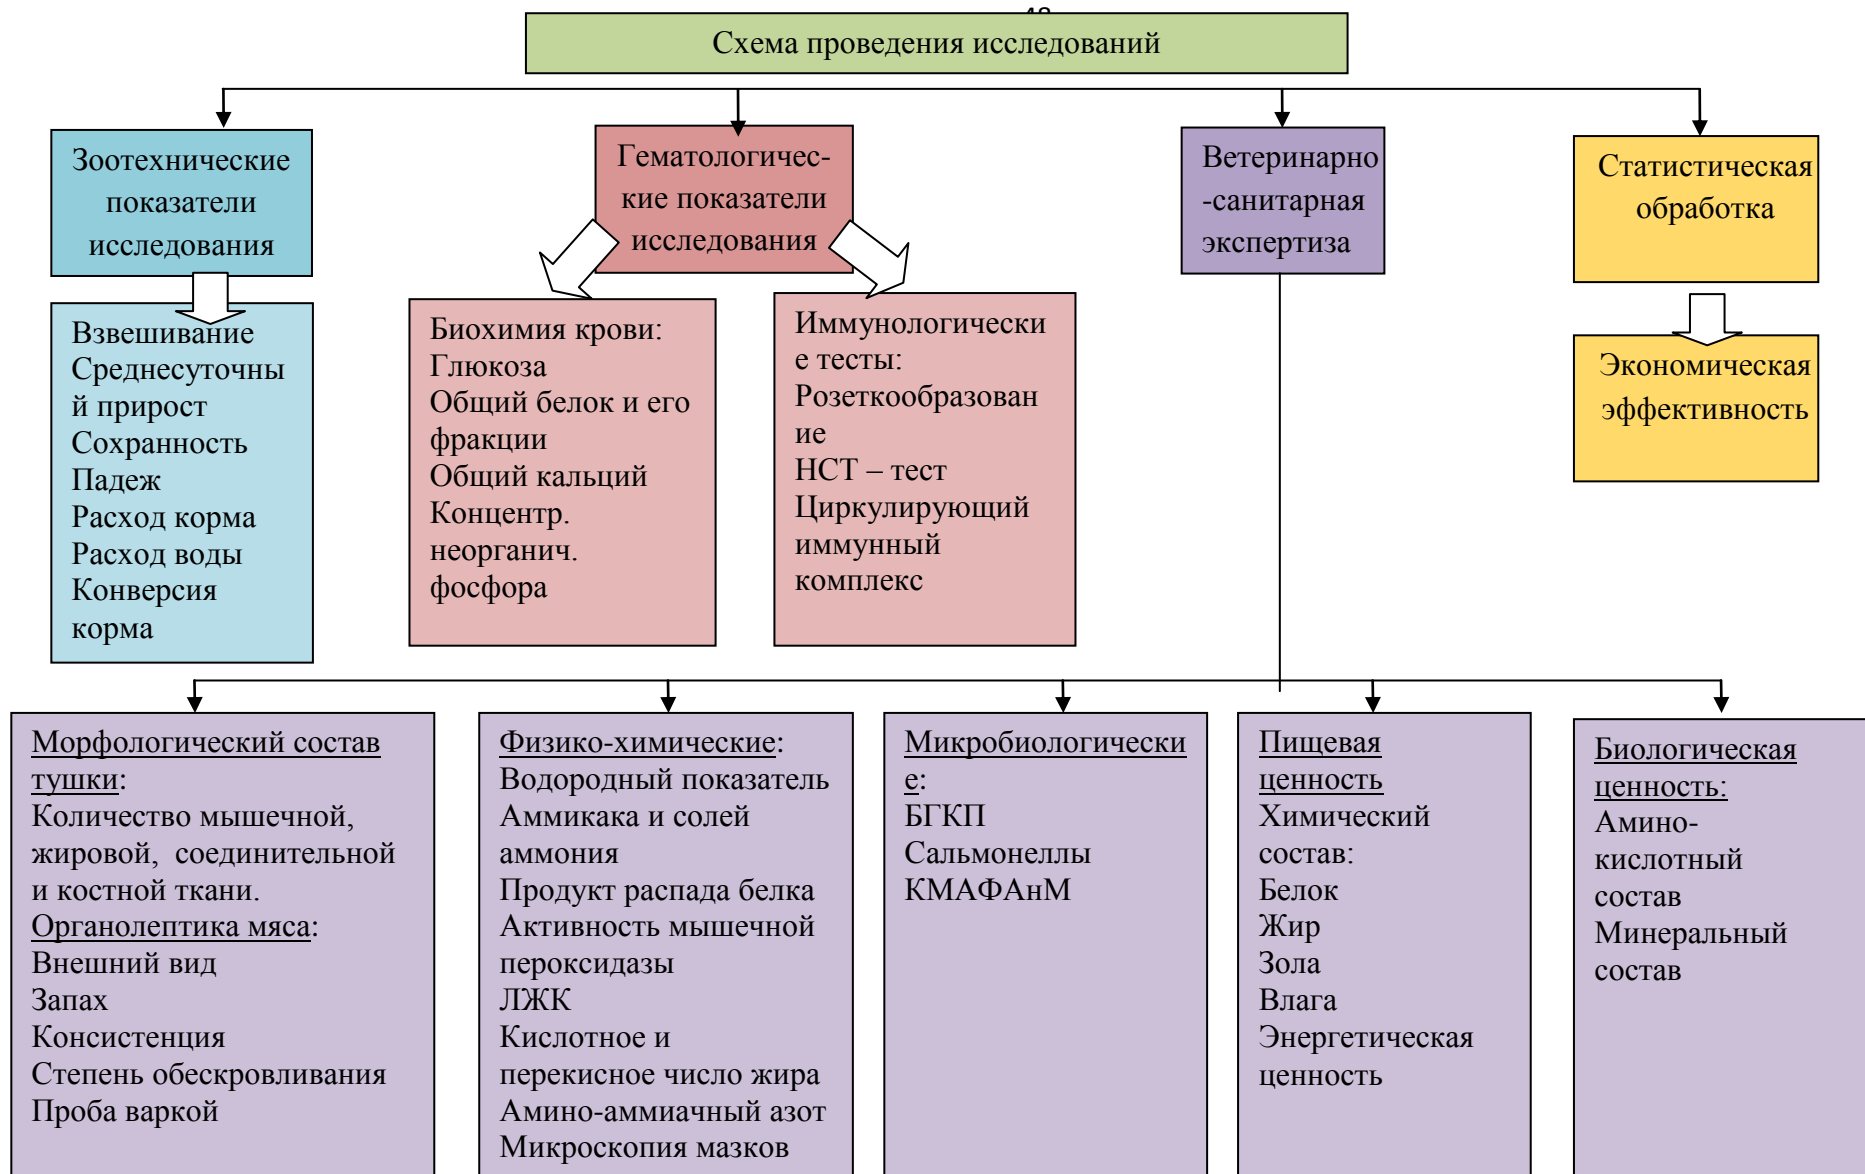 Схема проведения исследований
Зоотехнические
показатели
исследования
Гематологичес-
кие показатели
исследования
Ветеринарно
-санитарная
экспертиза
Статистическая
обработка
Взвешивание
Среднесуточны
й прирост
Сохранность
Падеж
Расход корма
Расход воды
Конверсия
корма
Биохимия крови:
Глюкоза
Общий белок и его
фракции
Общий кальций
Концентр.
неорганич.
фосфора
Иммунологически
е тесты:
Розеткообразован
ие
НСТ – тест
Циркулирующий
иммунный
комплекс
Экономическая
эффективность
Морфологический состав
тушки:
Количество мышечной,
жировой, соединительной
и костной ткани.
Органолептика мяса:
Внешний вид
Запах
Консистенция
Степень обескровливания
Проба варкой
Физико-химические:
Водородный показатель
Аммикака и солей
аммония
Продукт распада белка
Активность мышечной
пероксидазы
ЛЖК
Кислотное и
перекисное число жира
Амино-аммиачный азот
Микроскопия мазков
Микробиологически
е:
БГКП
Сальмонеллы
КМАФАнМ
Пищевая
ценность
Химический
состав:
Белок
Жир
Зола
Влага
Энергетическая
ценность
Биологическая
ценность:
Амино-
кислотный
состав
Минеральный
состав